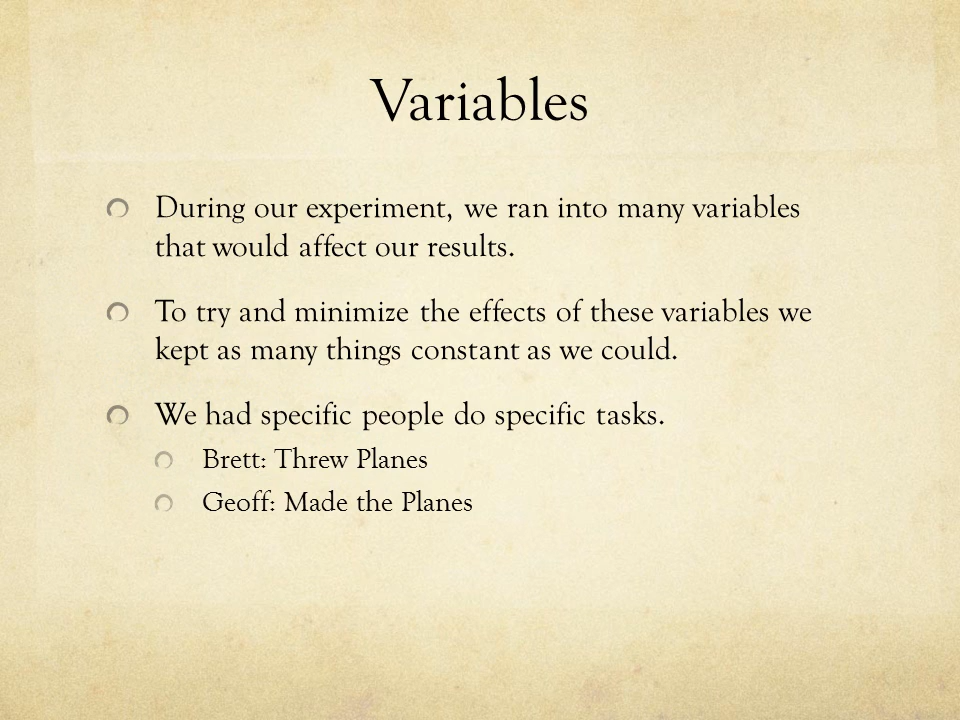 Variables
During our experiment, we ran into many variables
that would affect our results.
To try and minimize the effects of these variables we
kept as many things constant as we could.
We had specific people do specific tasks.
Brett: Threw Planes
Geoff: Made the Planes